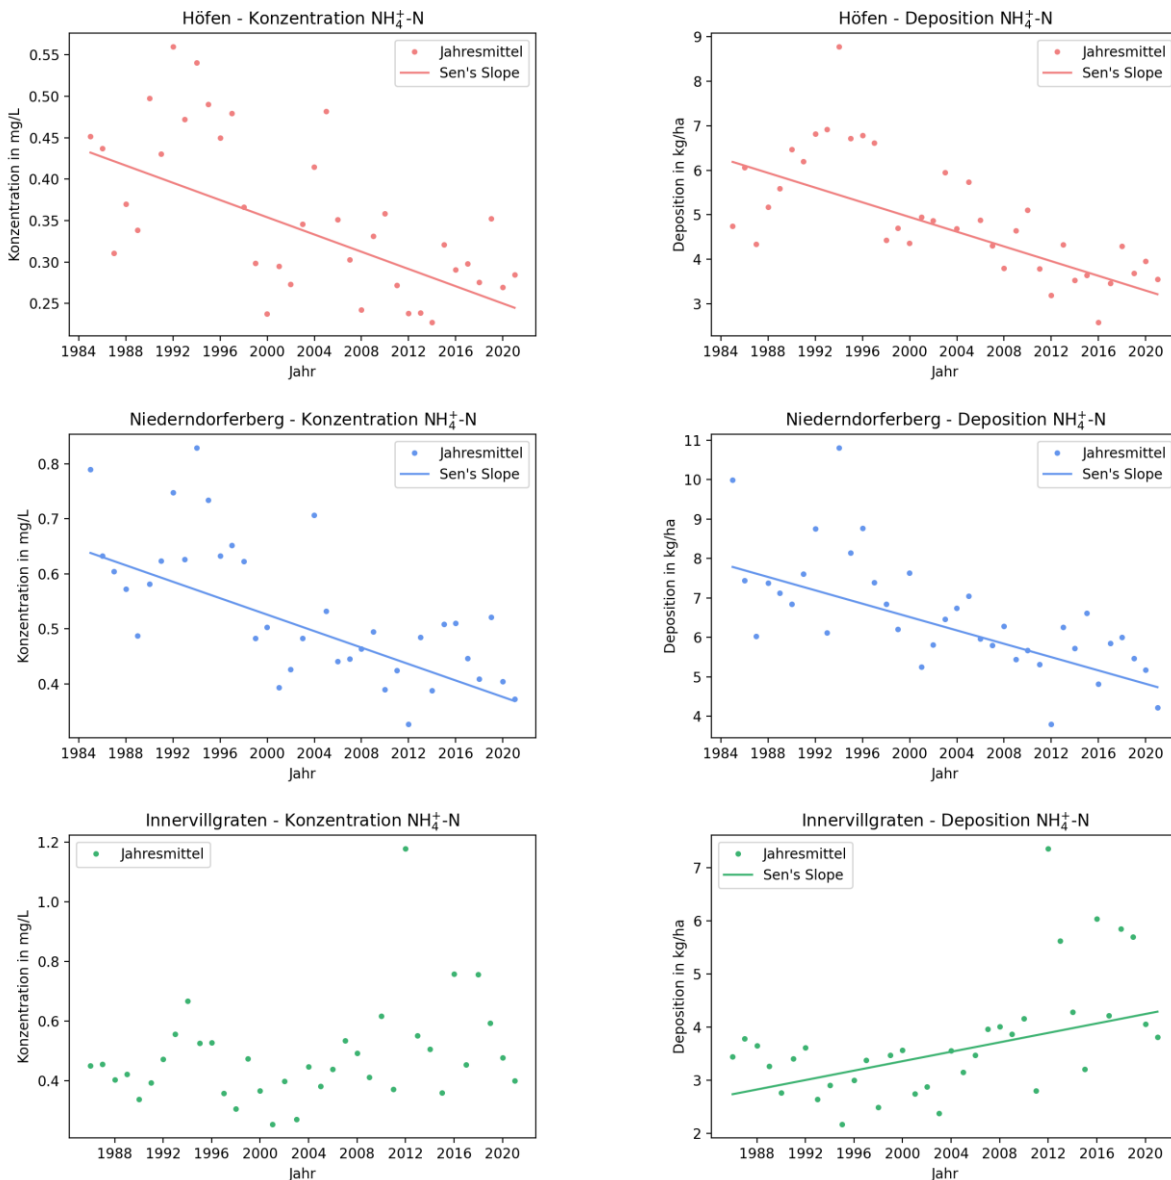 Höfen - Konzentration NH₄⁺-N
Konzentration in mg/L
0.55
0.50
0.45
0.40
0.35
0.30
0.25
Jahresmittel
Sen's Slope
1984 1988 1992 1996 2000 2004 2008 2012 2016 2020
Jahr
Höfen - Deposition NH₄⁺-N
Deposition in kg/ha
9
8
7
6
5
4
3
Jahresmittel
Sen's Slope
1984 1988 1992 1996 2000 2004 2008 2012 2016 2020
Jahr
Niederndorferberg - Konzentration NH₄⁺-N
Konzentration in mg/L
0.8
0.7
0.6
0.5
0.4
Jahresmittel
Sen's Slope
1984 1988 1992 1996 2000 2004 2008 2012 2016 2020
Jahr
Niederndorferberg - Deposition NH₄⁺-N
Deposition in kg/ha
11
10
9
8
7
6
5
4
Jahresmittel
Sen's Slope
1984 1988 1992 1996 2000 2004 2008 2012 2016 2020
Jahr
Innervillgraten - Konzentration NH₄⁺-N
Konzentration in mg/L
1.2
1.0
0.8
0.6
0.4
Jahresmittel
1988 1992 1996 2000 2004 2008 2012 2016 2020
Jahr
Innervillgraten - Deposition NH₄⁺-N
Deposition in kg/ha
7
6
5
4
3
2
Jahresmittel
Sen's Slope
1988 1992 1996 2000 2004 2008 2012 2016 2020
Jahr